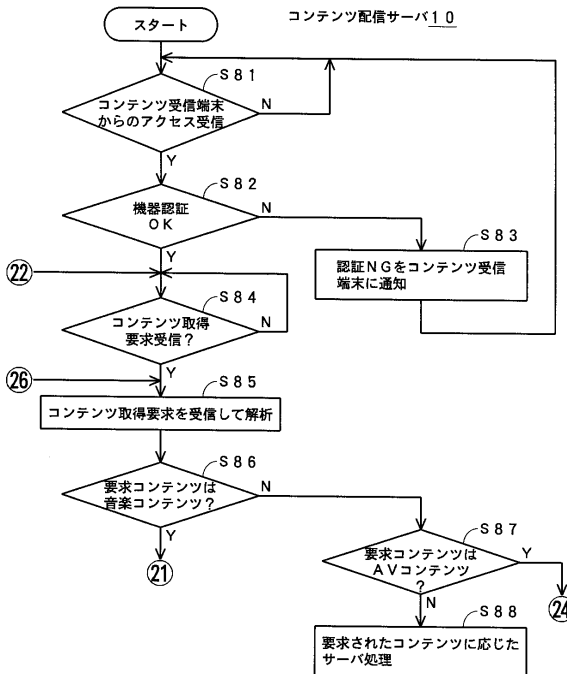 コンテンツ配信サーバ10
スタート
S81
コンテンツ受信端末
からのアクセス受信
N
Y
S82
機器認証
OK
N
Y
S83
認証NGをコンテンツ受信
端末に通知
22
S84
コンテンツ取得
要求受信?
N
Y
26
S85
コンテンツ取得要求を受信して解析
S86
要求コンテンツは
音楽コンテンツ?
N
Y
21
S87
要求コンテンツは
AVコンテンツ
?
Y
N
24
S88
要求されたコンテンツに応じた
サーバ処理